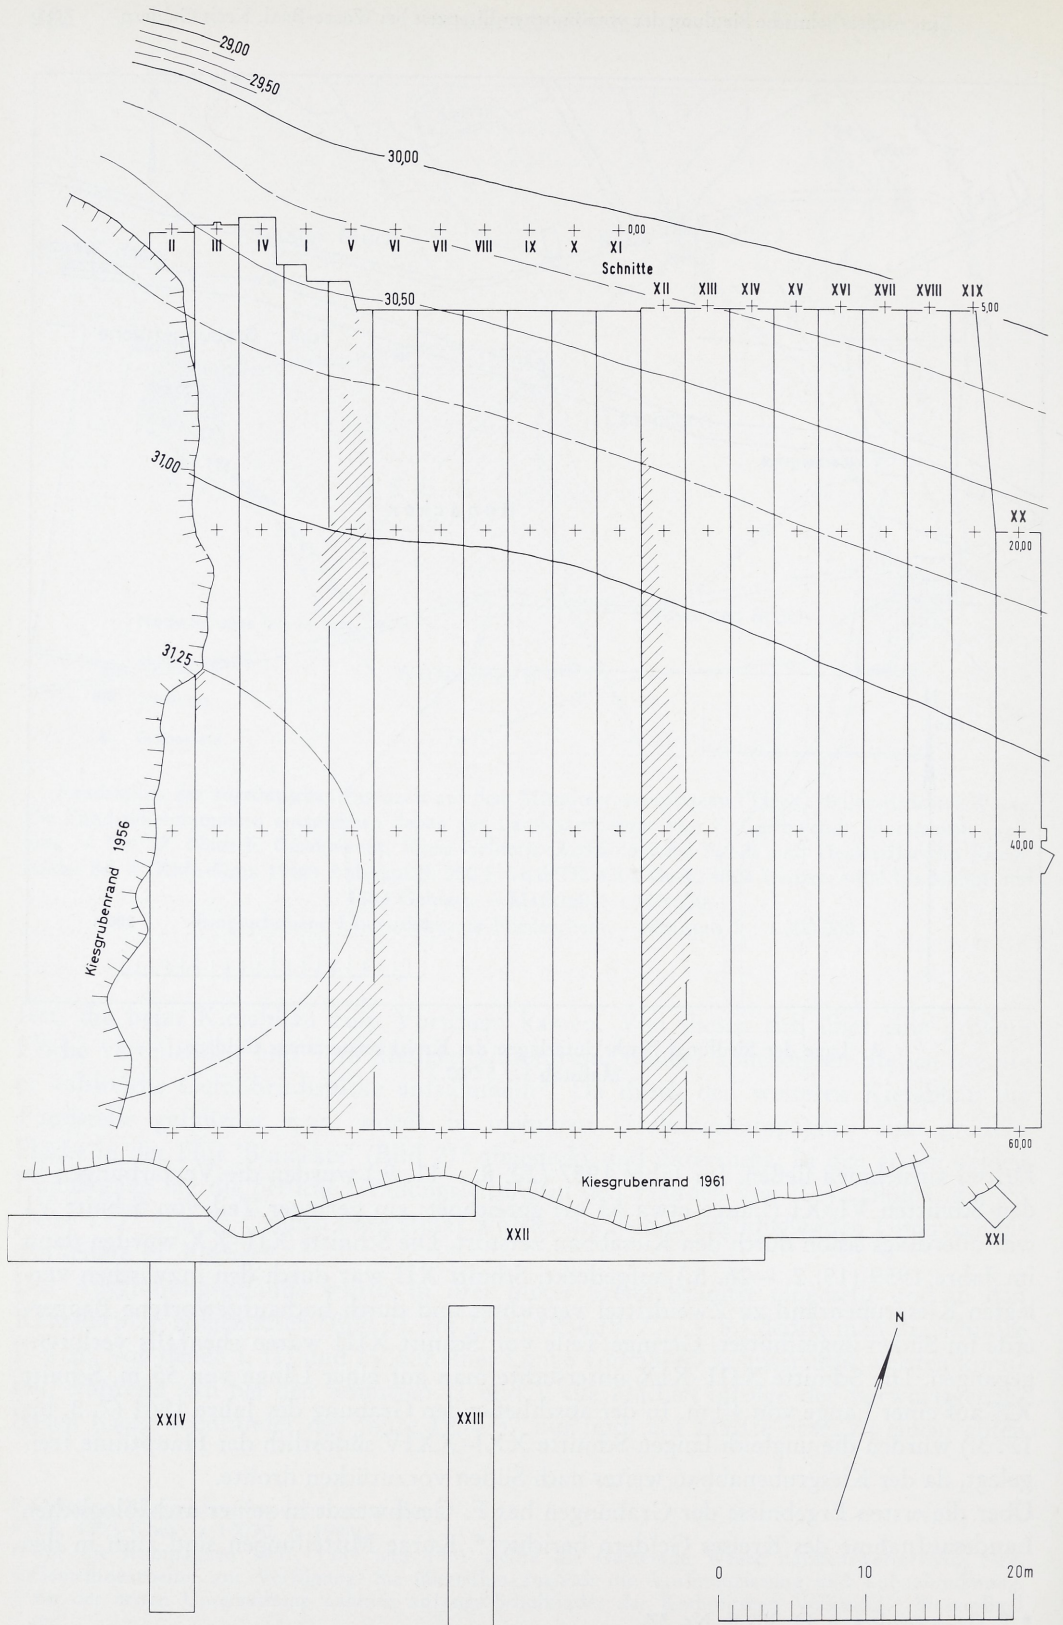 29,00
29,50
30,00
0,00
II III IV I V VI VII VIII IX X XI
Schnitte
XII XIII XIV XV XVI XVII XVIII XIX
30,50
5,00
31,00
XX
20,00
31,25
Kiesgrubenrand 1956
40,00
60,00
Kiesgrubenrand 1961
XXII
XXI
N
XXIV
XXIII
0 10 20m